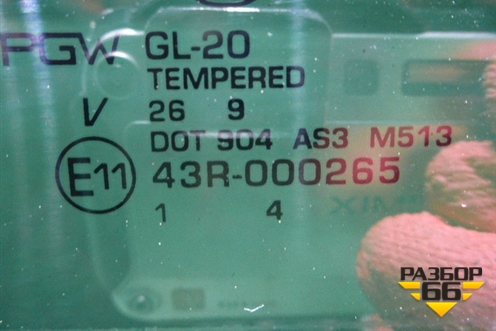 PGW GL-20
TEMPERED
V 26 9
DOT 904 AS3 M513
E11 43R-000265
1 4
РАЗБОР
66